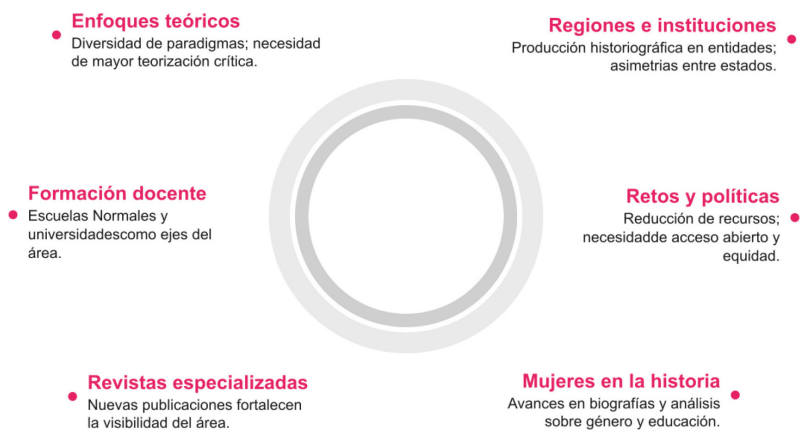 Enfoques teóricos
Diversidad de paradigmas; necesidad
de mayor teorización crítica.
Regiones e instituciones
Producción historiográfica en entidades;
asimetrias entre estados.
Formación docente
Escuelas Normales y
universidadescomo ejes del
área.
Retos y políticas
Reducción de recursos;
necesidadde acceso abierto y
equidad.
Revistas especializadas
Nuevas publicaciones fortalecen
la visibilidad del área.
Mujeres en la historia
Avances en biografías y análisis
sobre género y educación.